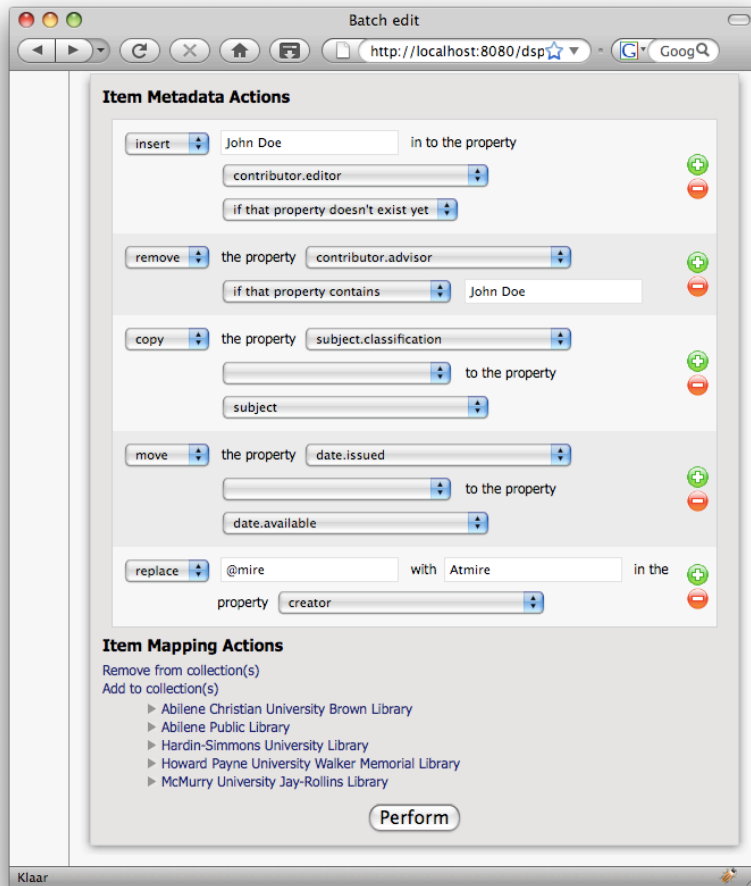 Batch edit
http://localhost:8080/dsp
G
Goog
Item Metadata Actions
insert John Doe in to the property
contributor.editor
if that property doesn't exist yet
remove the property contributor.advisor
if that property contains John Doe
copy the property subject.classification
to the property
subject
move the property date.issued
to the property
date.available
replace @mire with Atmire in the
property creator
Item Mapping Actions
Remove from collection(s)
Add to collection(s)
Abilene Christian University Brown Library
Abilene Public Library
Hardin-Simmons University Library
Howard Payne University Walker Memorial Library
McMurry University Jay-Rollins Library
Perform
Klaar